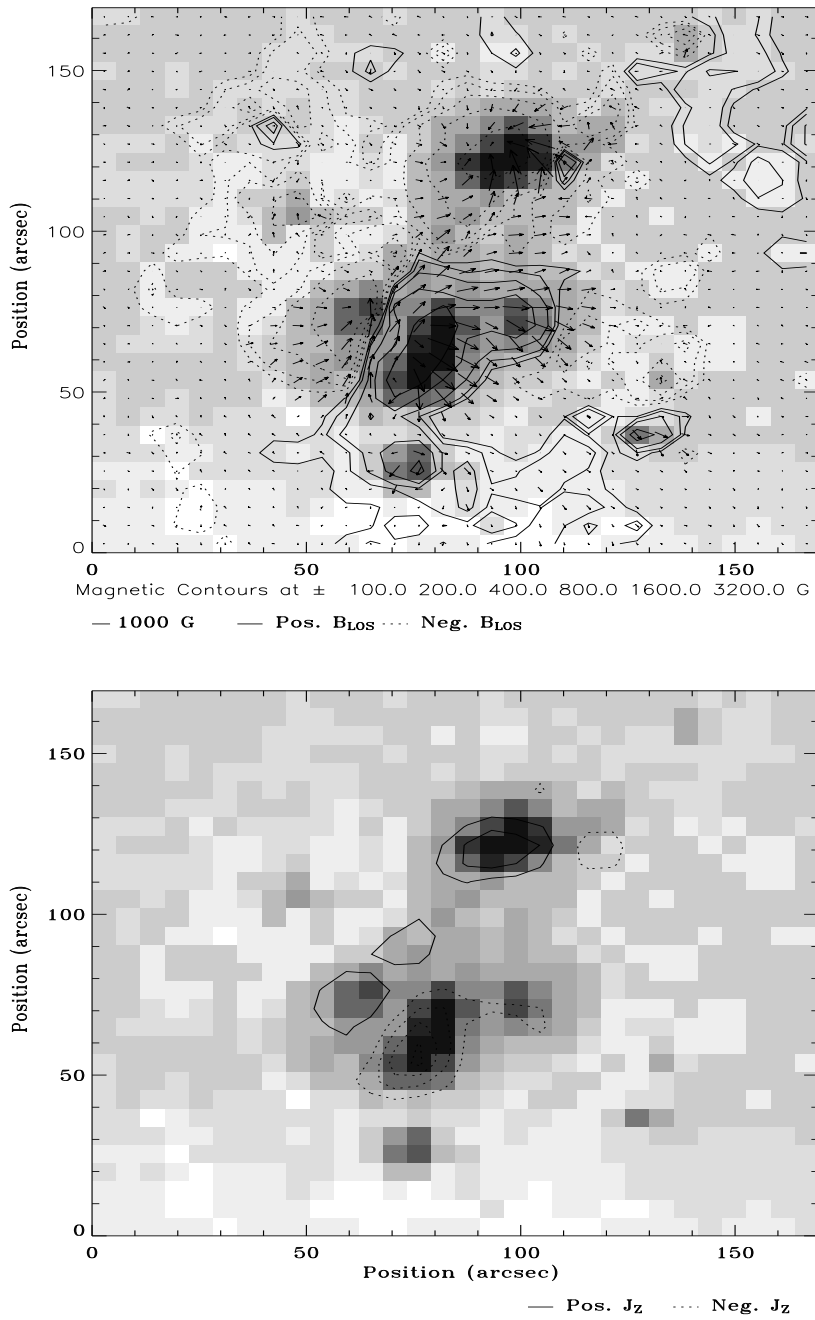 150
100
50
0
Position (arcsec)
0 50 100 150
Magnetic Contours at ± 100.0 200.0 400.0 800.0 1600.0 3200.0 G
1000 G Pos. BLOS Neg. BLOS
150
100
50
0
Position (arcsec)
0 50 100 150
Position (arcsec)
Pos. JZ Neg. JZ